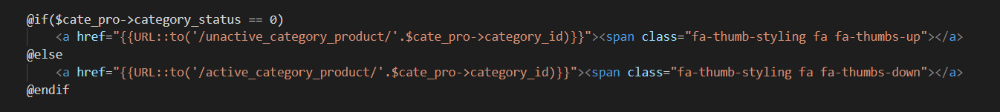 @if($cate_pro->category_status == 0)
<a href="{{URL::to('/unactive_category_product/'.$cate_pro->category_id)}}"><span class="fa-thumb-styling fa fa-thumbs-up"></a>
@else
<a href="{{URL::to('/active_category_product/'.$cate_pro->category_id)}}"><span class="fa-thumb-styling fa fa-thumbs-down"></a>
@endif